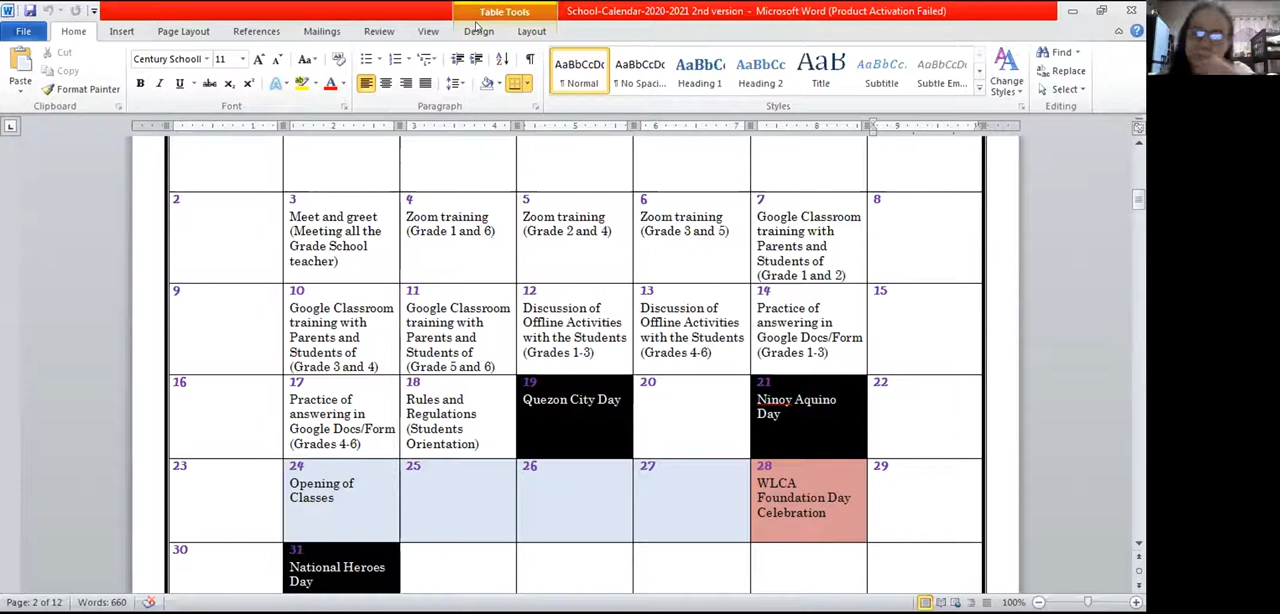 Table Tools
School-Calendar-2020-2021 2nd version - Microsoft Word (Product Activation Failed)
File Home Insert Page Layout References Mailings Review View Design Layout
Paste
Cut
Copy
Format Painter
Clipboard
Century Schooll 11
Font
Paragraph
AaBbCcDc AaBbCcDc AaBbC AaBbCc AaB AaBbCc. AaBbCcDc
¶ Normal ¶ No Spaci... Heading 1 Heading 2 Title Subtitle Subtle Em...
Change
Styles
Styles
Find
Replace
Select
Editing
1 2 3 4 5 6 7 8 9
2 3 4 5 6 7 8
Meet and greet
(Meeting all the
Grade School
teacher)
Zoom training
(Grade 1 and 6)
Zoom training
(Grade 2 and 4)
Zoom training
(Grade 3 and 5)
Google Classroom
training with
Parents and
Students of
(Grade 1 and 2)
9 10 11 12 13 14 15
Google Classroom
training with
Parents and
Students of
(Grade 3 and 4)
Google Classroom
training with
Parents and
Students of
(Grade 5 and 6)
Discussion of
Offline Activities
with the Students
(Grades 1-3)
Discussion of
Offline Activities
with the Students
(Grades 4-6)
Practice of
answering in
Google Docs/Form
(Grades 1-3)
16 17 18 19 20 21 22
Practice of
answering in
Google Docs/Form
(Grades 4-6)
Rules and
Regulations
(Students
Orientation)
Quezon City Day
Ninoy Aquino
Day
23 24 25 26 27 28 29
Opening of
Classes
WLCA
Foundation Day
Celebration
30 31
National Heroes
Day
Page: 2 of 12 Words: 660 100%